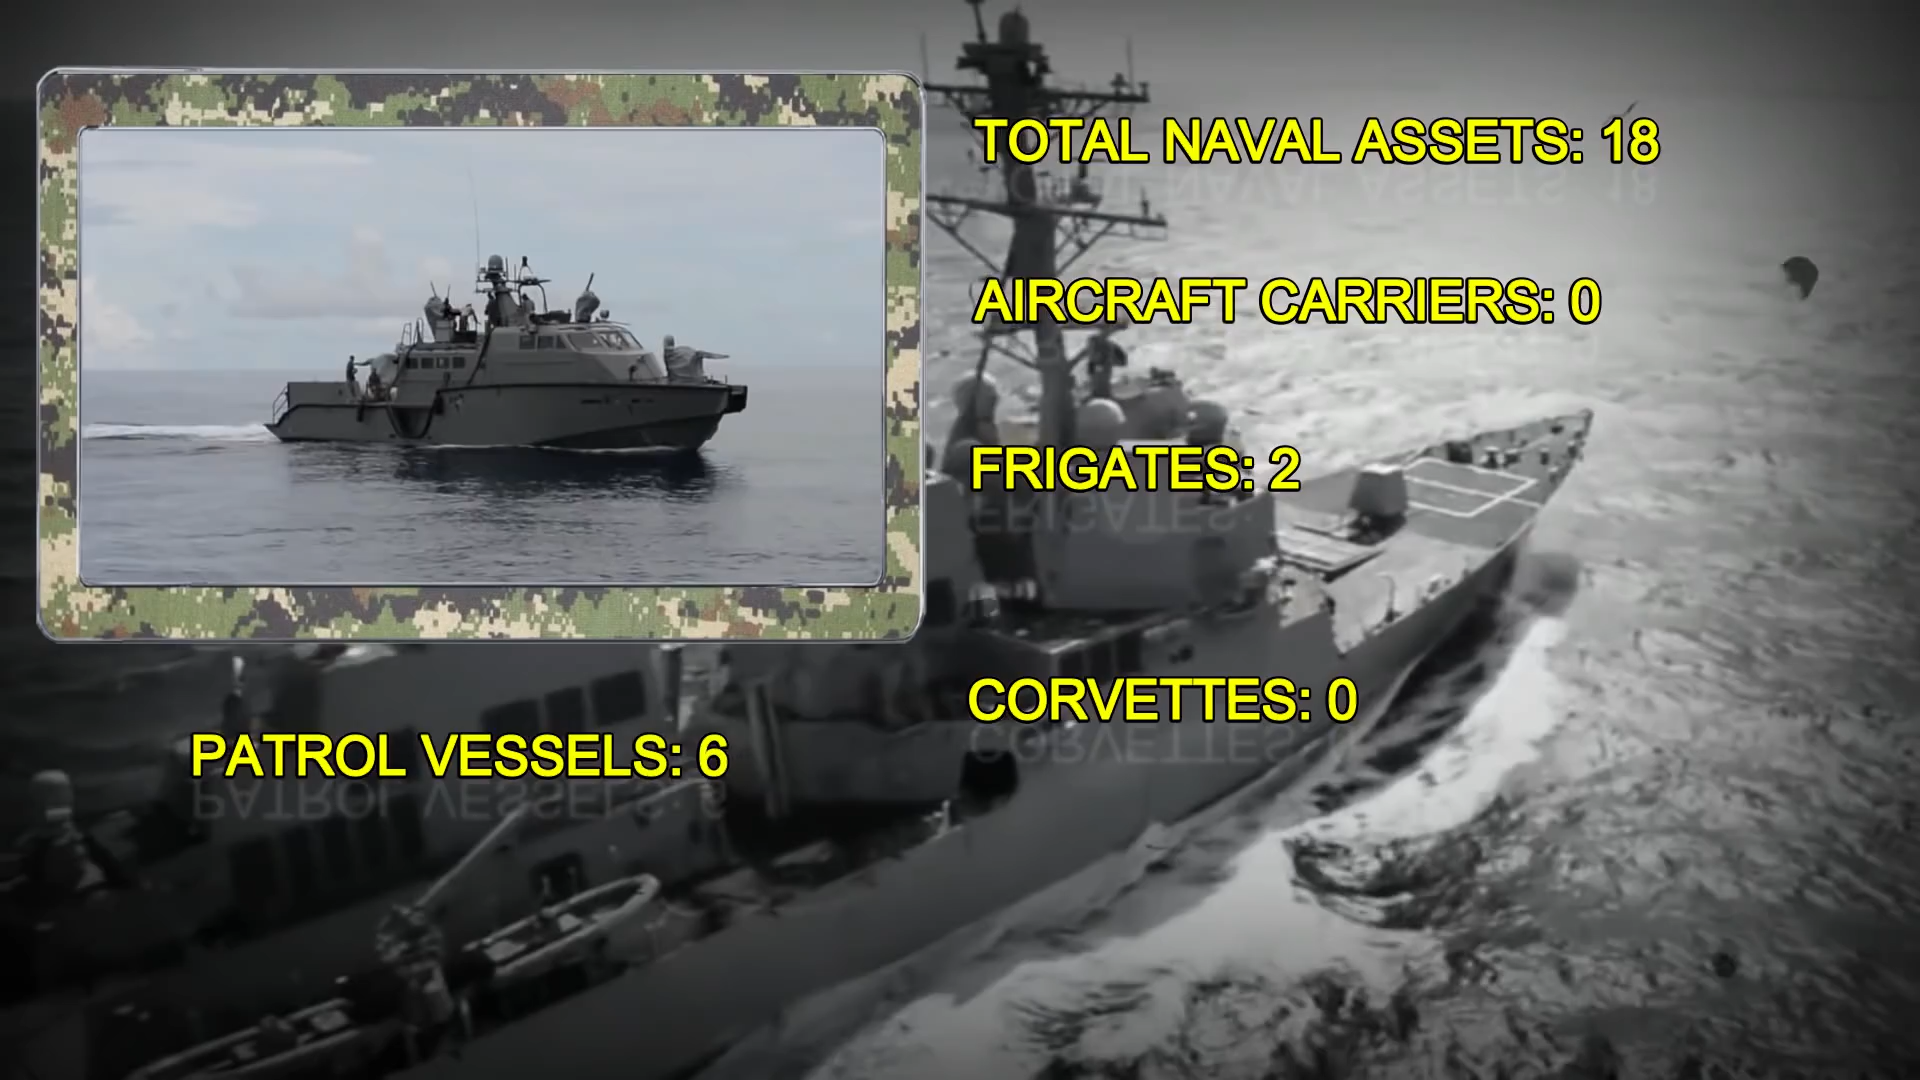 TOTAL NAVAL ASSETS: 18
AIRCRAFT CARRIERS: 0
FRIGATES: 2
CORVETTES: 0
PATROL VESSELS: 6